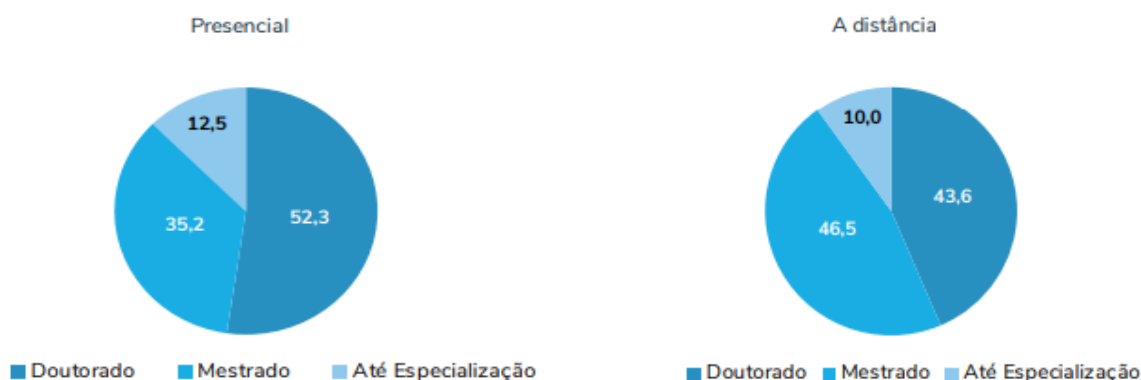 Presencial
12,5
35,2
52,3
Doutorado Mestrado Até Especialização
A distância
10,0
43,6
46,5
Doutorado Mestrado Até Especialização